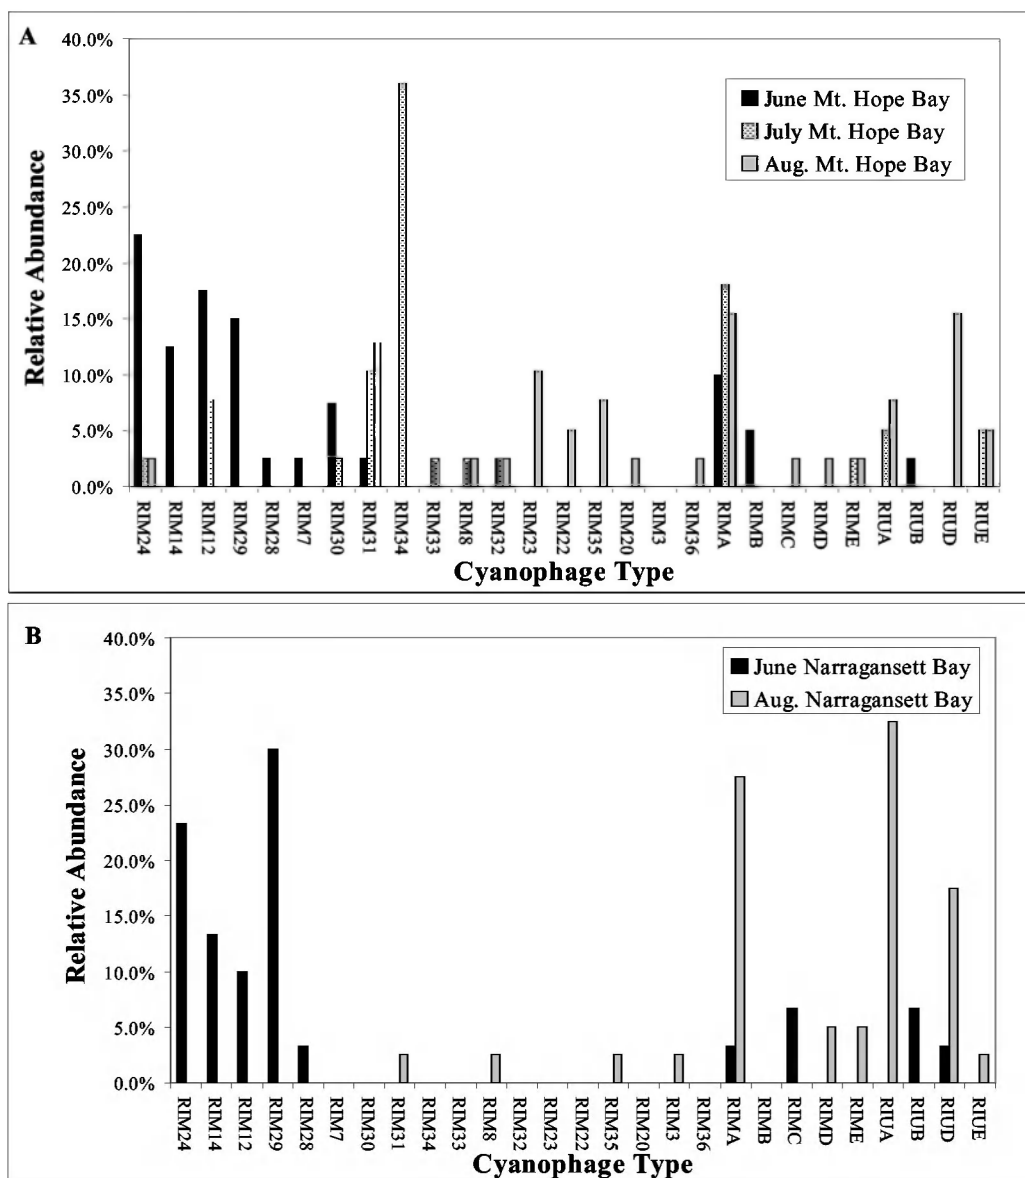 A
40.0%
35.0%
30.0%
25.0%
20.0%
15.0%
10.0%
5.0%
0.0%
Relative Abundance
June Mt. Hope Bay
July Mt. Hope Bay
Aug. Mt. Hope Bay
RIM24
RIM14
RIM12
RIM29
RIM28
RIM7
RIM30
RIM31
RIM34
RIM33
RIM8
RIM32
RIM23
RIM22
RIM35
RIM20
RIM3
RIM36
RIMA
RIMB
RIMC
RIMD
RIME
RIUA
RIUB
RIUD
RIUE
Cyanophage Type
B
40.0%
35.0%
30.0%
25.0%
20.0%
15.0%
10.0%
5.0%
0.0%
Relative Abundance
June Narragansett Bay
Aug. Narragansett Bay
RIM24
RIM14
RIM12
RIM29
RIM28
RIM7
RIM30
RIM31
RIM34
RIM33
RIM8
RIM32
RIM23
RIM22
RIM35
RIM20
RIM3
RIM36
RIMA
RIMB
RIMC
RIMD
RIME
RIUA
RIUB
RIUD
RIUE
Cyanophage Type